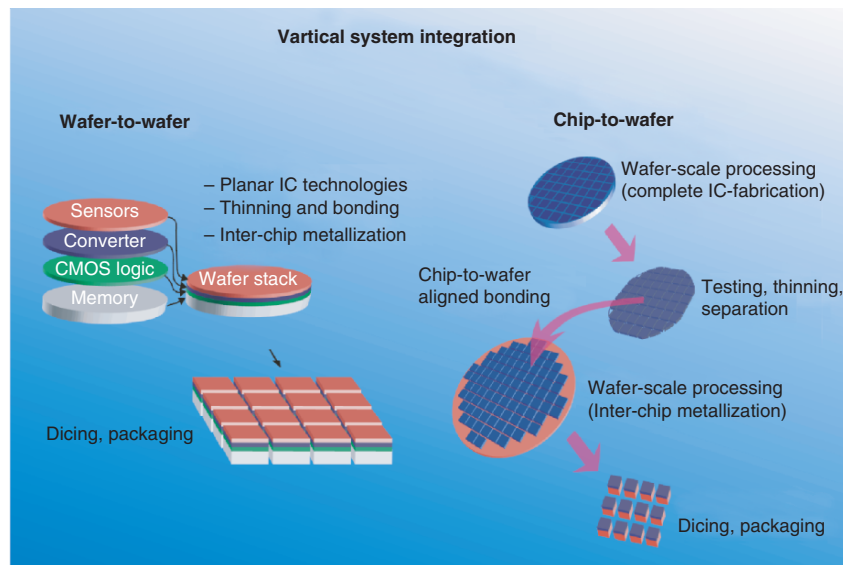 Vartical system integration
Wafer-to-wafer
– Planar IC technologies
– Thinning and bonding
– Inter-chip metallization
Sensors
Converter
CMOS logic
Memory
Wafer stack
Dicing, packaging
Chip-to-wafer
Wafer-scale processing
(complete IC-fabrication)
Chip-to-wafer
aligned bonding
Testing, thinning,
separation
Wafer-scale processing
(Inter-chip metallization)
Dicing, packaging